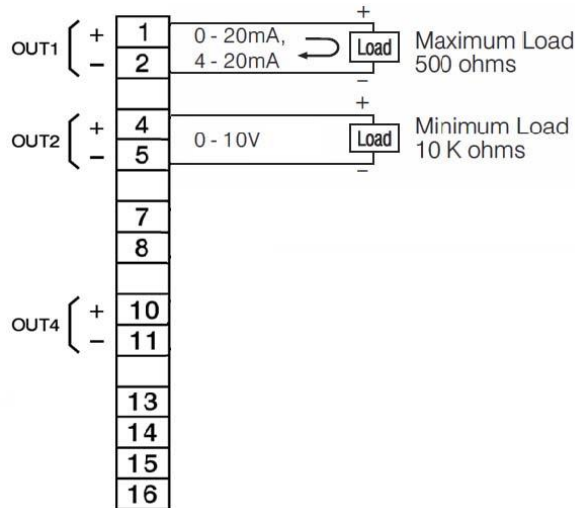 +
OUT1 + 1 0 - 20mA, Load Maximum Load
− 2 4 - 20mA 500 ohms
−
+
OUT2 + 4 0 - 10V Load Minimum Load
− 5 10 K ohms
−
7
8
OUT4 + 10
− 11
13
14
15
16